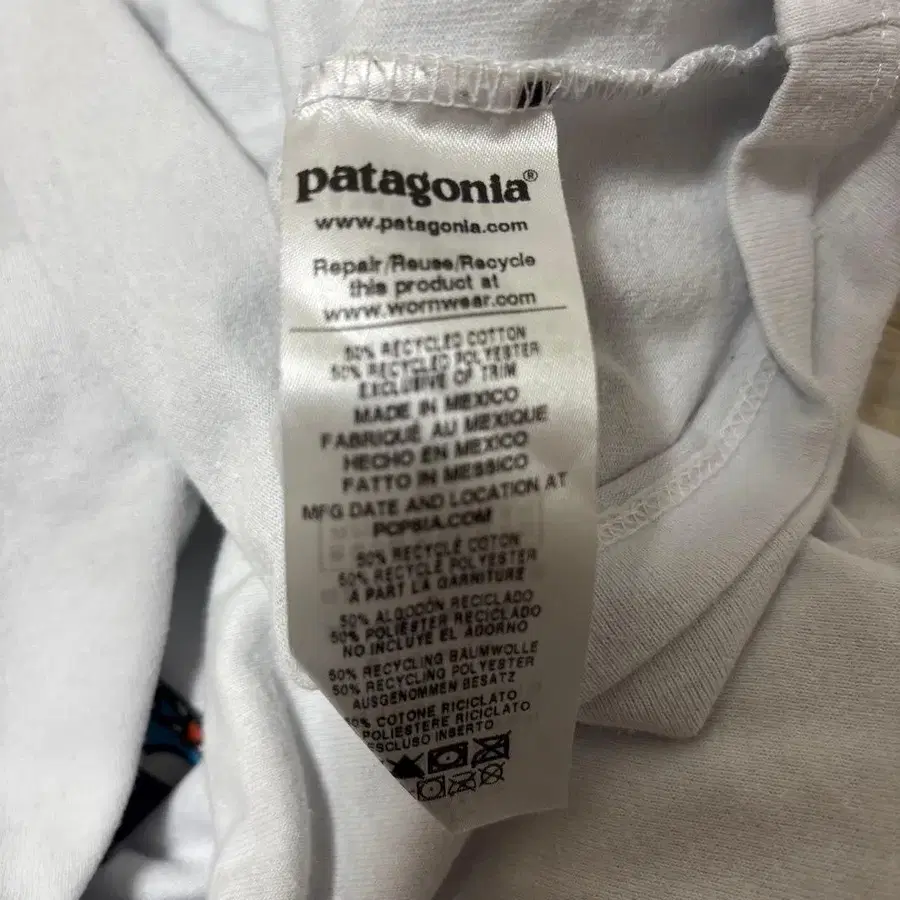 patagonia®
www.patagonia.com
Repair/Reuse/Recycle
this product at
www.wornwear.com
50% RECYCLED COTTON
50% RECYCLED POLYESTER
EXCLUSIVE OF TRIM
MADE IN MEXICO
FABRIQUÉ AU MEXIQUE
HECHO EN MEXICO
FATTO IN MESSICO
MFG DATE AND LOCATION AT
POPSIA.COM
50% RECYCLÉ COTON
50% RECYCLÉ POLYESTER
A PART LA GARNITURE
50% ALGODÓN RECICLADO
50% POLIÉSTER RECICLADO
NO INCLUYE EL ADORNO
50% RECYCLING BAUMWOLLE
50% RECYCLING POLYESTER
AUSGENOMMEN BESATZ
COTONE RICICLATO
POLIESTERE RICICLATO
ESCLUSO INSERTO